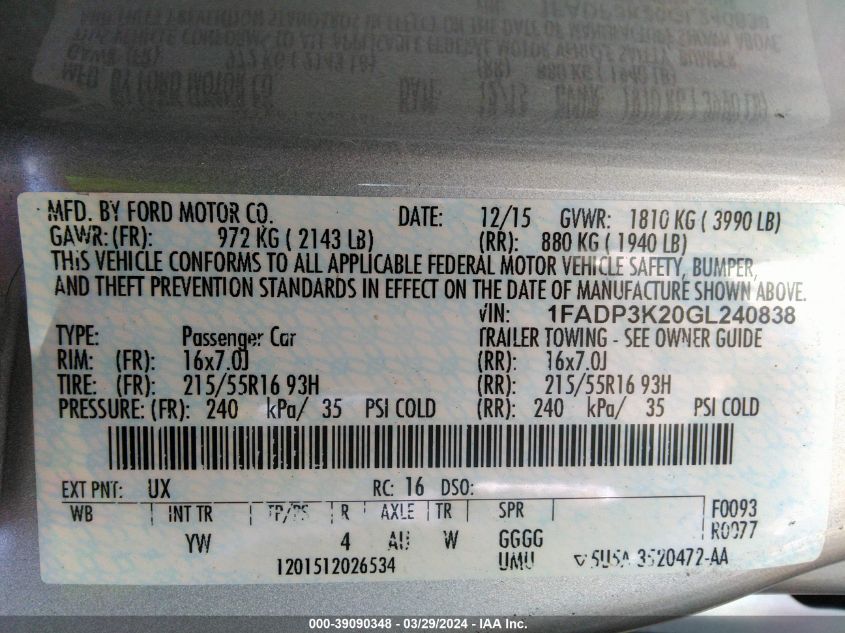 MFD. BY FORD MOTOR CO. DATE: 12/15 GVWR: 1810 KG ( 3990 LB)
GAWR: (FR): 972 KG ( 2143 LB) (RR): 880 KG ( 1940 LB)
THIS VEHICLE CONFORMS TO ALL APPLICABLE FEDERAL MOTOR VEHICLE SAFETY, BUMPER,
AND THEFT PREVENTION STANDARDS IN EFFECT ON THE DATE OF MANUFACTURE SHOWN ABOVE.
VIN: 1FADP3K20GL240838
TYPE: Passenger Car TRAILER TOWING - SEE OWNER GUIDE
RIM: (FR): 16x7.0J (RR): 16x7.0J
TIRE: (FR): 215/55R16 93H (RR): 215/55R16 93H
PRESSURE: (FR): 240 kPa/ 35 PSI COLD (RR): 240 kPa/ 35 PSI COLD
EXT PNT: UX RC: 16 DSO:
WB INT TR TP/PS R AXLE TR SPR F0093
R0077
YW 4 AU W GGGG
1201512026534 UMU 5U5A 3520472-AA
000-39090348 - 03/29/2024 - IAA Inc.